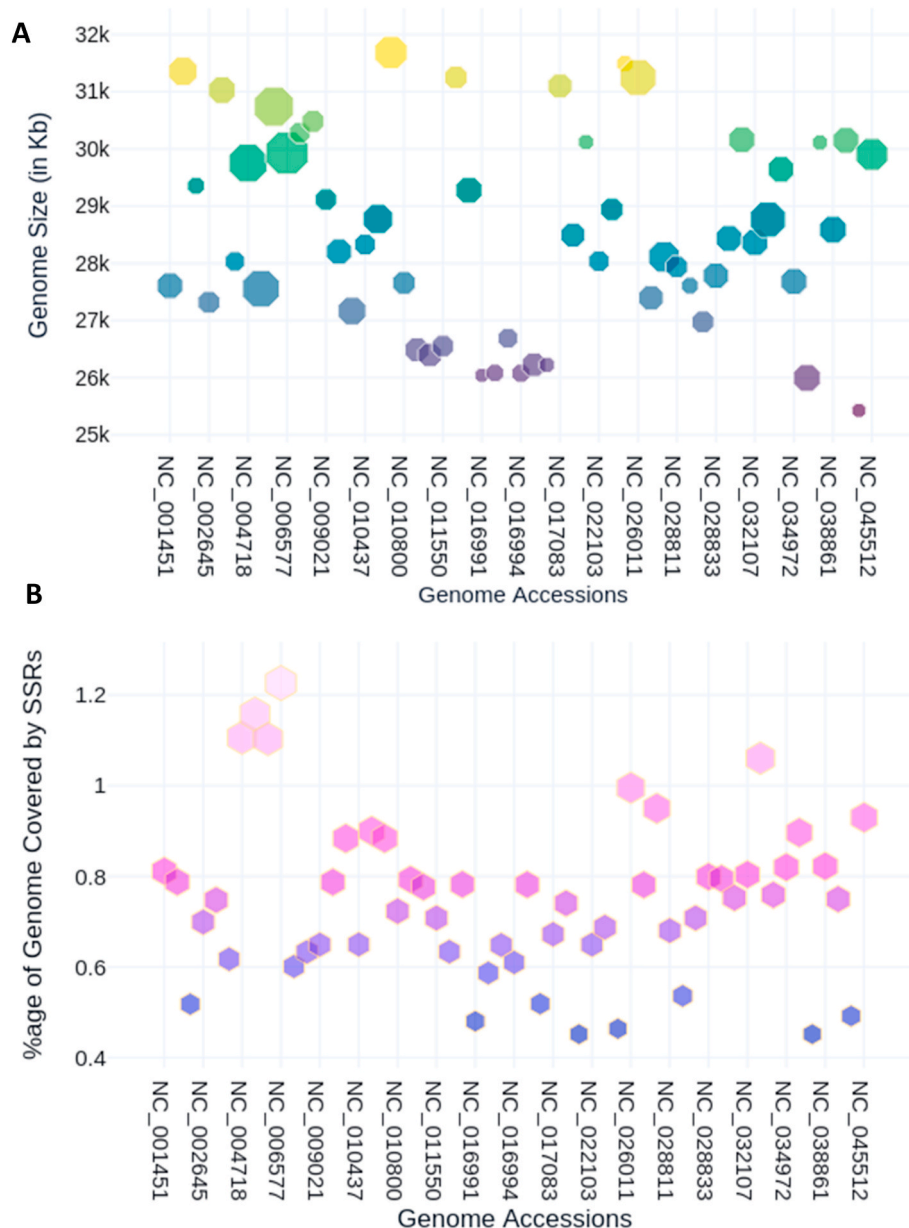 A
32k
31k
30k
29k
28k
27k
26k
25k
Genome Size (in Kb)
NC_001451
NC_002645
NC_004718
NC_006577
NC_009021
NC_010437
NC_010800
NC_011550
NC_016991
NC_016994
NC_017083
NC_022103
NC_026011
NC_028811
NC_028833
NC_032107
NC_034972
NC_038861
NC_045512
Genome Accessions
B
%age of Genome Covered by SSRs
1.2
1
0.8
0.6
0.4
NC_001451
NC_002645
NC_004718
NC_006577
NC_009021
NC_010437
NC_010800
NC_011550
NC_016991
NC_016994
NC_017083
NC_022103
NC_026011
NC_028811
NC_028833
NC_032107
NC_034972
NC_038861
NC_045512
Genome Accessions